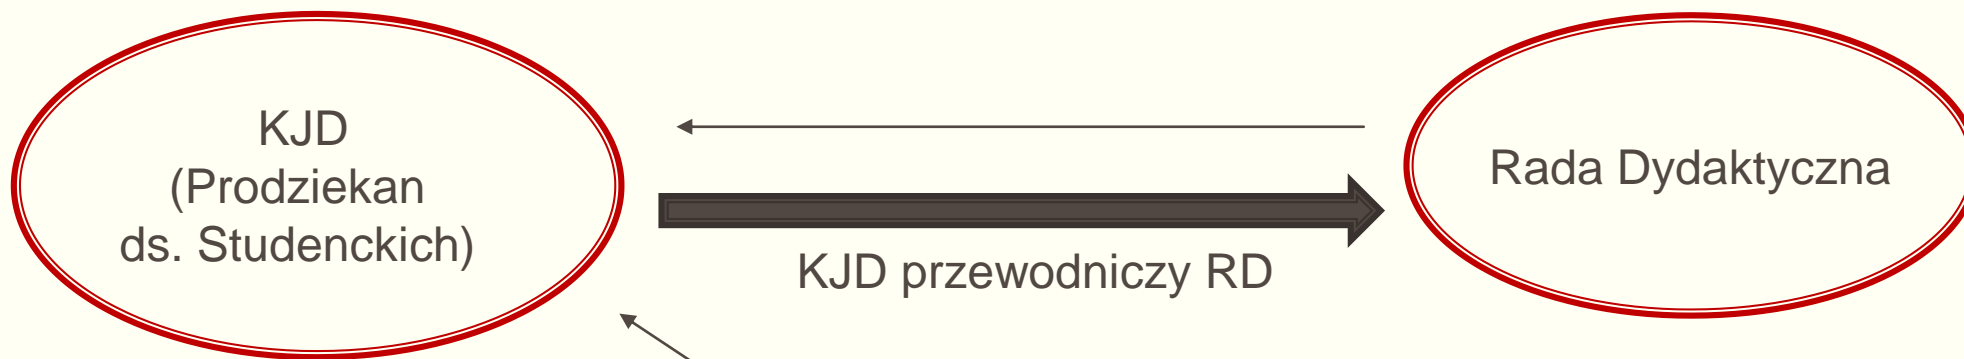 KJD
(Prodziekan
ds. Studenckich)
Rada Dydaktyczna
KJD przewodniczy RD